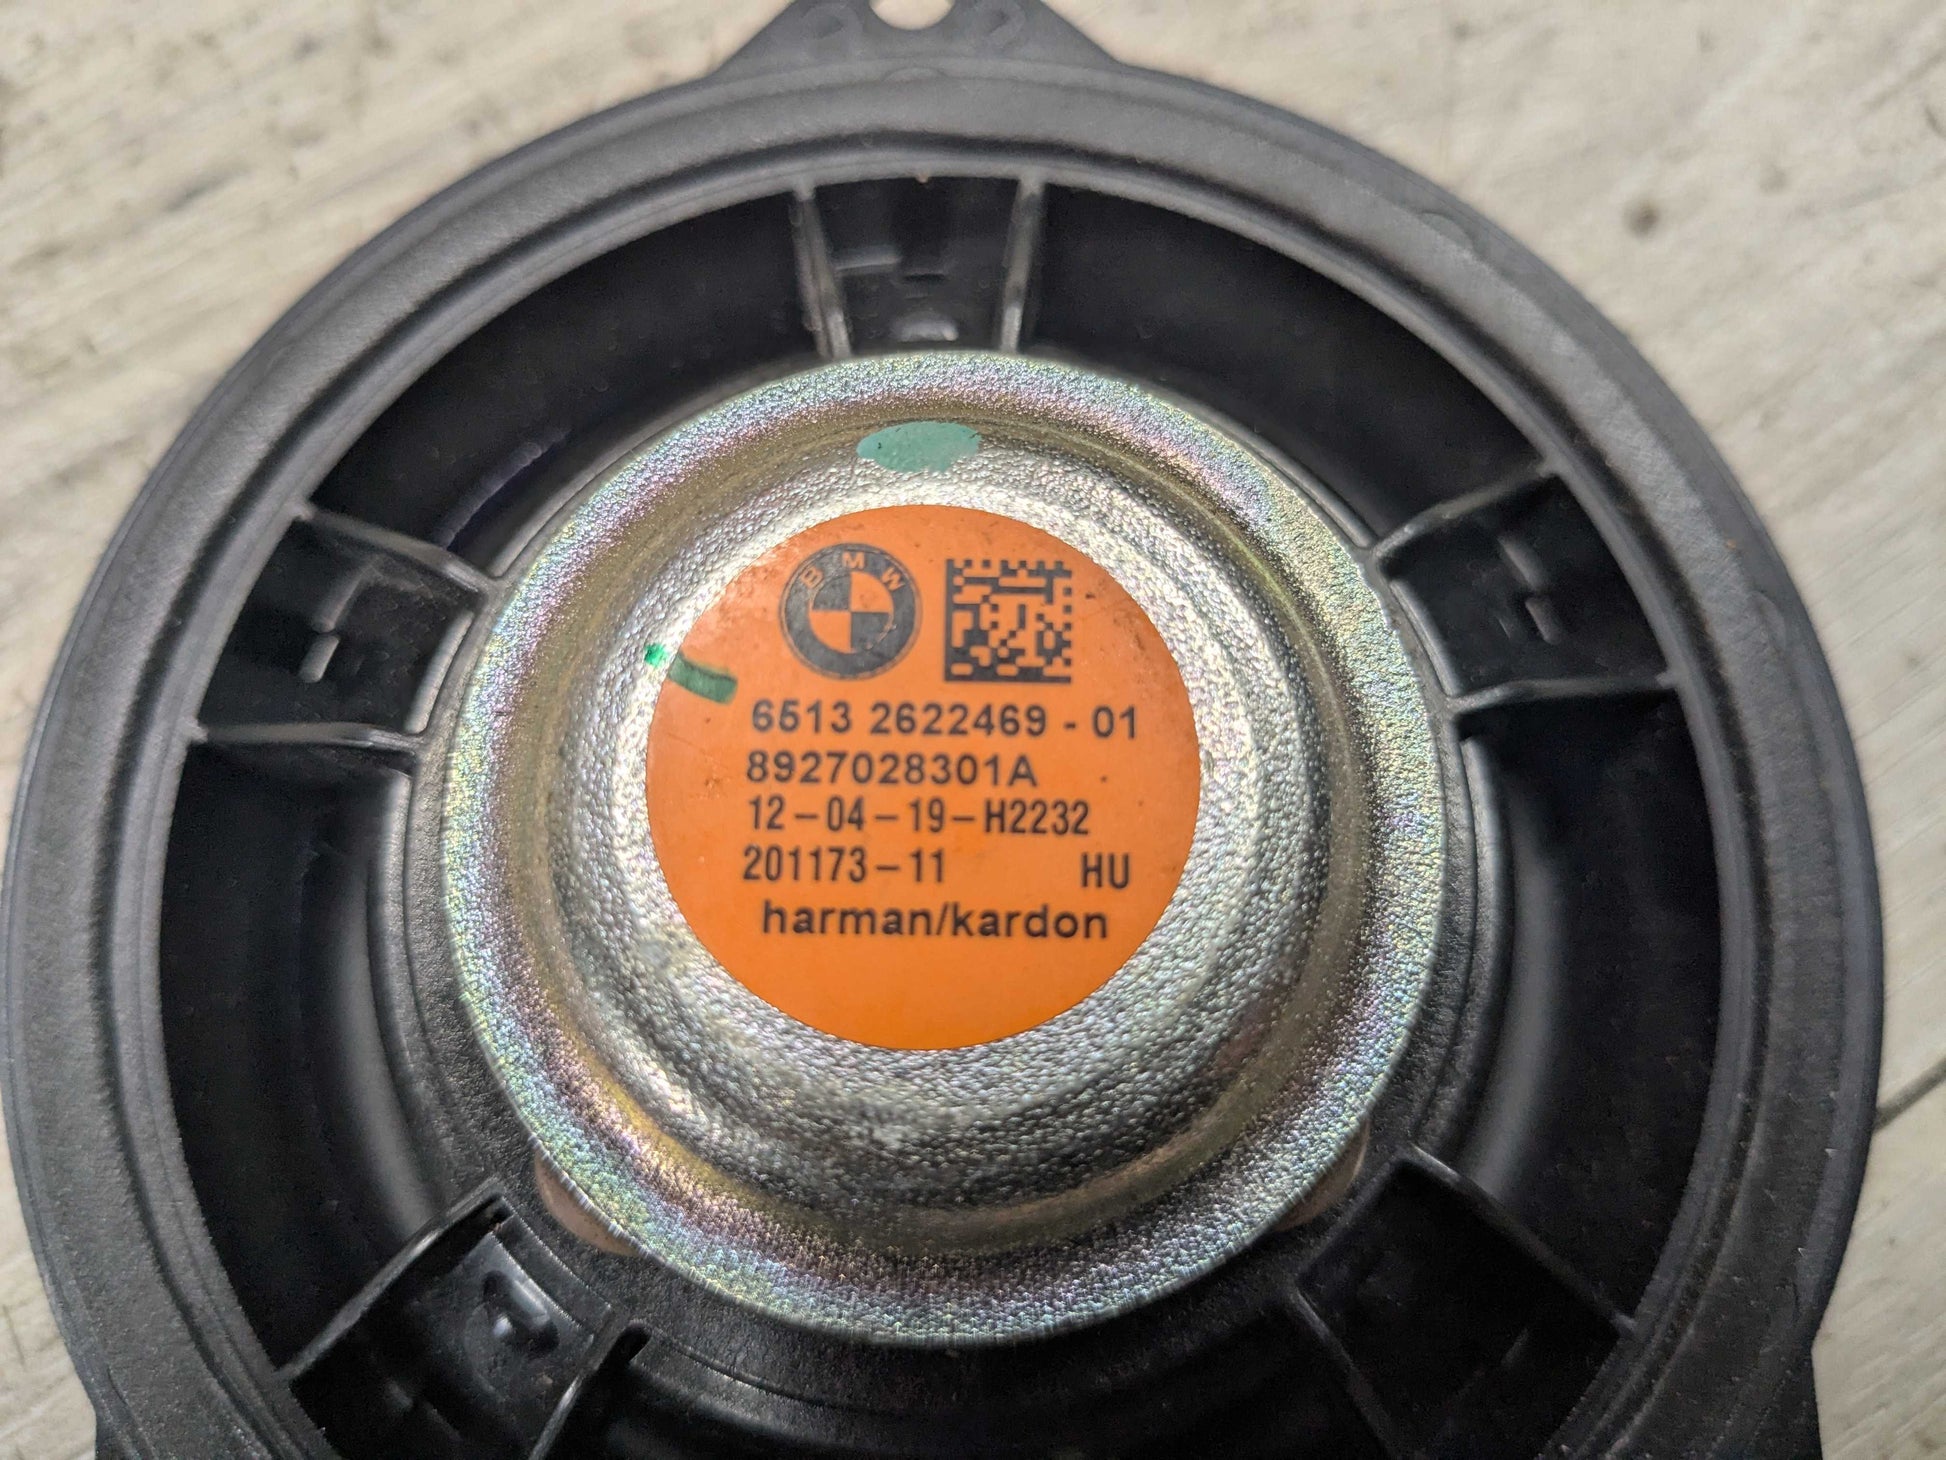 BMW
6513 2622469 - 01
8927028301A
12-04-19-H2232
201173-11 HU
harman/kardon